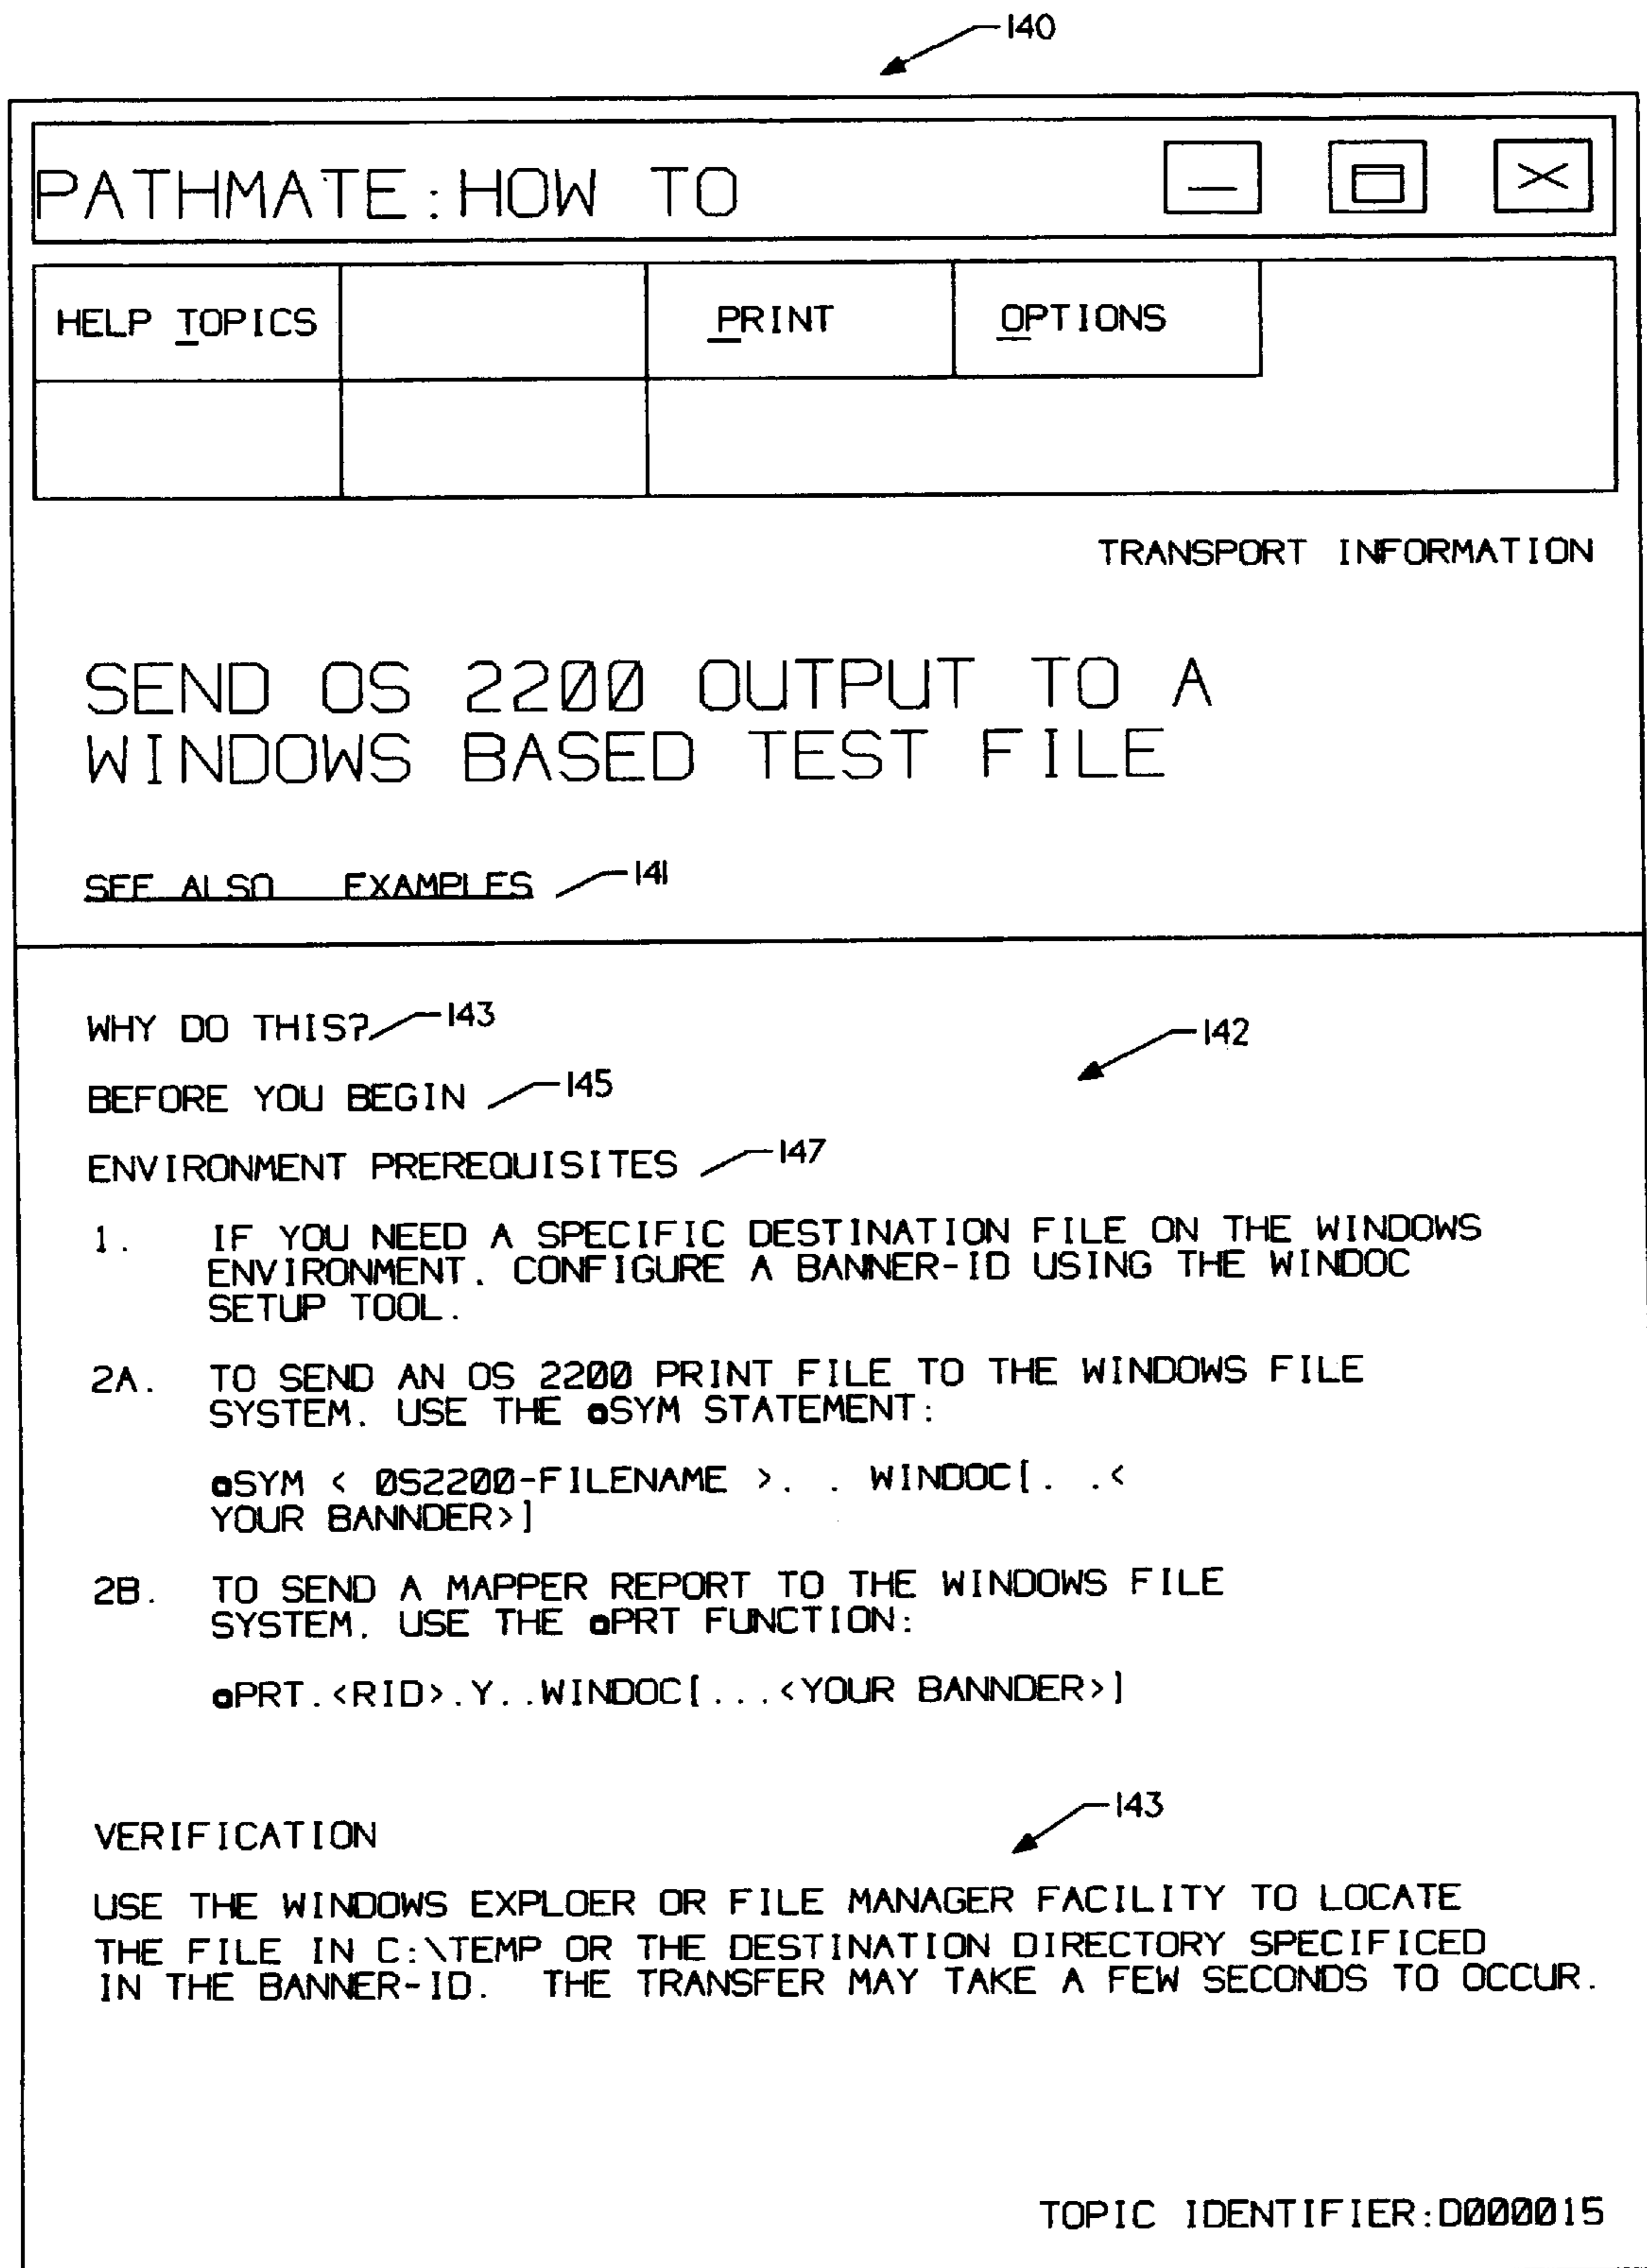 140
PATHMATE:HOW TO
HELP TOPICS PRINT OPTIONS
TRANSPORT INFORMATION
SEND OS 2200 OUTPUT TO A
WINDOWS BASED TEST FILE
SEE ALSO EXAMPLES 141
WHY DO THIS? 143
142
BEFORE YOU BEGIN 145
ENVIRONMENT PREREQUISITES 147
1. IF YOU NEED A SPECIFIC DESTINATION FILE ON THE WINDOWS
ENVIRONMENT. CONFIGURE A BANNER-ID USING THE WINDOC
SETUP TOOL.
2A. TO SEND AN OS 2200 PRINT FILE TO THE WINDOWS FILE
SYSTEM. USE THE @SYM STATEMENT:
@SYM < OS2200-FILENAME >. . WINDOC[. .<
YOUR BANNDER>]
2B. TO SEND A MAPPER REPORT TO THE WINDOWS FILE
SYSTEM. USE THE @PRT FUNCTION:
@PRT.<RID>.Y..WINDOC[...<YOUR BANNDER>]
143
VERIFICATION
USE THE WINDOWS EXPLOER OR FILE MANAGER FACILITY TO LOCATE
THE FILE IN C:\TEMP OR THE DESTINATION DIRECTORY SPECIFICED
IN THE BANNER-ID. THE TRANSFER MAY TAKE A FEW SECONDS TO OCCUR.
TOPIC IDENTIFIER:D000015